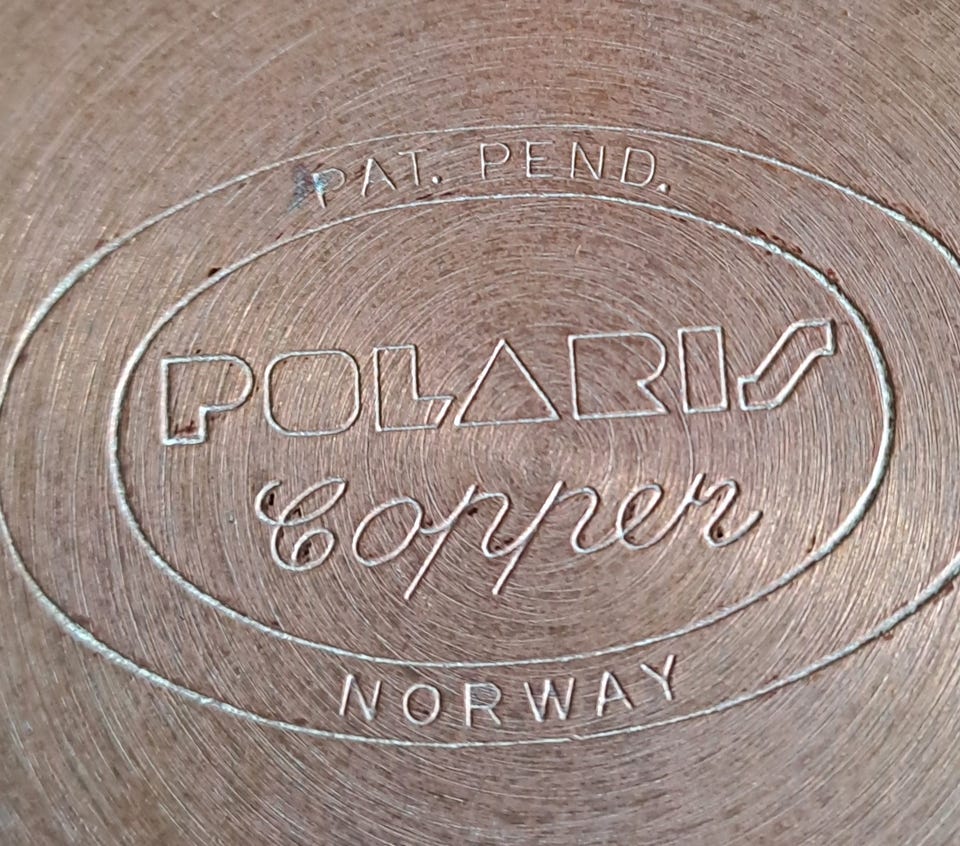 PAT. PEND.
POLARIS
Copper
NORWAY